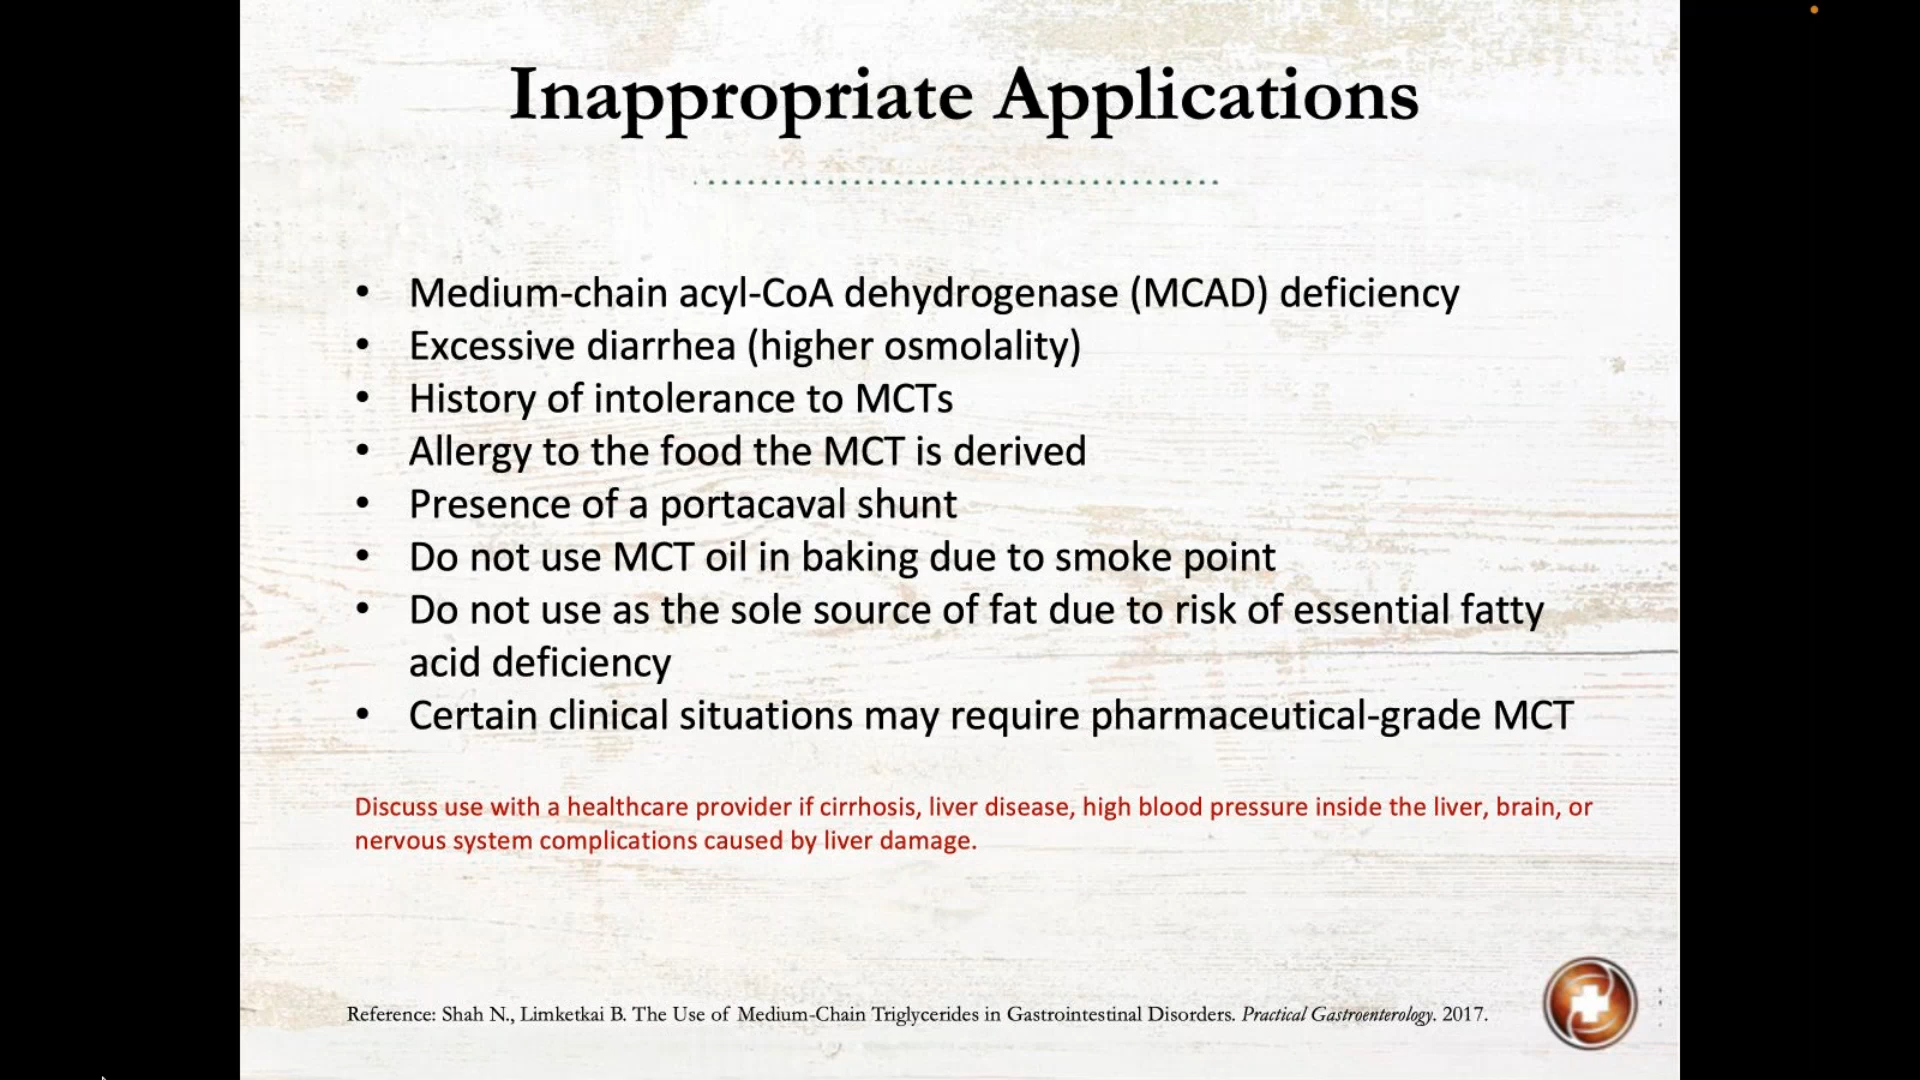 Inappropriate Applications
• Medium-chain acyl-CoA dehydrogenase (MCAD) deficiency
• Excessive diarrhea (higher osmolality)
• History of intolerance to MCTs
• Allergy to the food the MCT is derived
• Presence of a portacaval shunt
• Do not use MCT oil in baking due to smoke point
• Do not use as the sole source of fat due to risk of essential fatty
acid deficiency
• Certain clinical situations may require pharmaceutical-grade MCT
Discuss use with a healthcare provider if cirrhosis, liver disease, high blood pressure inside the liver, brain, or
nervous system complications caused by liver damage.
Reference: Shah N., Limketkai B. The Use of Medium-Chain Triglycerides in Gastrointestinal Disorders. Practical Gastroenterology. 2017.